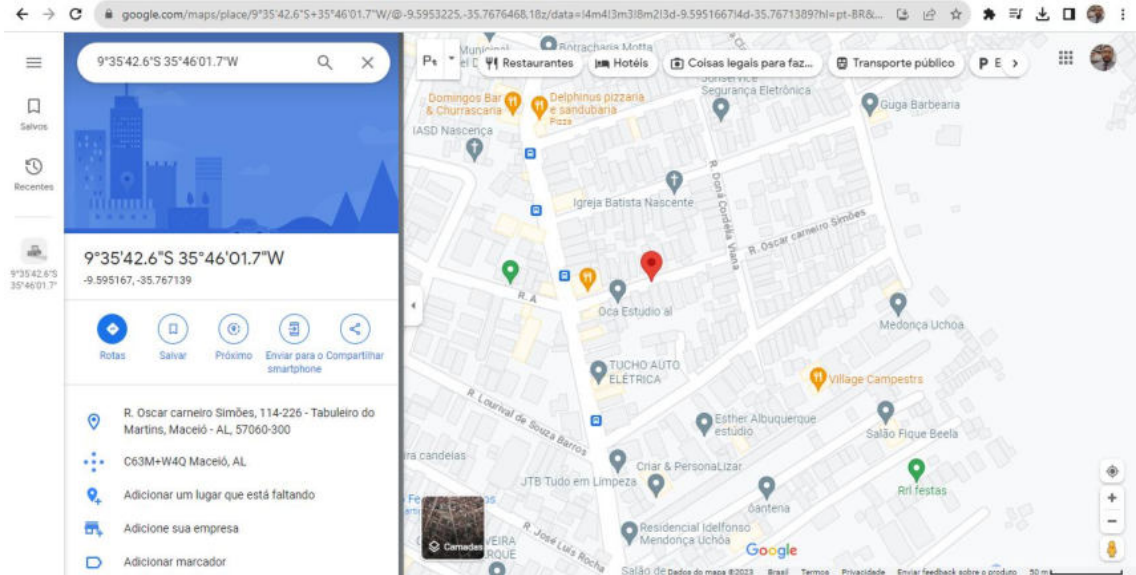 google.com/maps/place/9°35'42.6"S+35°46'01.7"W/@-9.5953225,-35.7676468,18z/data=!4m4!3m3!8m2!3d-9.5951667!4d-35.7671389?hl=pt-BR&...
9°35'42.6"S 35°46'01.7"W
Salvos
Recentes
9°35'42.6"S
35°46'01.7"
9°35'42.6"S 35°46'01.7"W
-9.595167, -35.767139
Rotas
Salvar
Próximo
Enviar para o smartphone
Compartilhar
R. Oscar carneiro Simões, 114-226 - Tabuleiro do
Martins, Maceió - AL, 57060-300
C63M+W4Q Maceió, AL
Adicionar um lugar que está faltando
Adicione sua empresa
Adicionar marcador
Restaurantes
Hotéis
Coisas legais para faz...
Transporte público
P E
Municipal
Borracharia Motta
Segurança Eletrônica
Domingos Bar
& Churrascaria
Delphinus pizzaria
e sandubaria
Pizza
Guga Barbearia
IASD Nascença
Igreja Batista Nascente
R. Dona Cordélia Viana
R. Oscar carneiro Simões
R. A
Oca Estudio al
Medonça Uchoa
TUCHO AUTO
ELÉTRICA
Village Campestrs
R. Lourival de Souza Barros
Esther Albuquerque
estúdio
Salão Fique Beela
ira candeias
Criar & PersonaLizar
JTB Tudo em Limpeza
Rrl festas
ôantena
Residencial Idelfonso
Mendonça Uchôa
R. José Luís Rocha
Camadas
Google
Salão de
Dados do mapa ©2023
Brasil
Termos
Privacidade
Enviar feedback sobre o produto
50 m